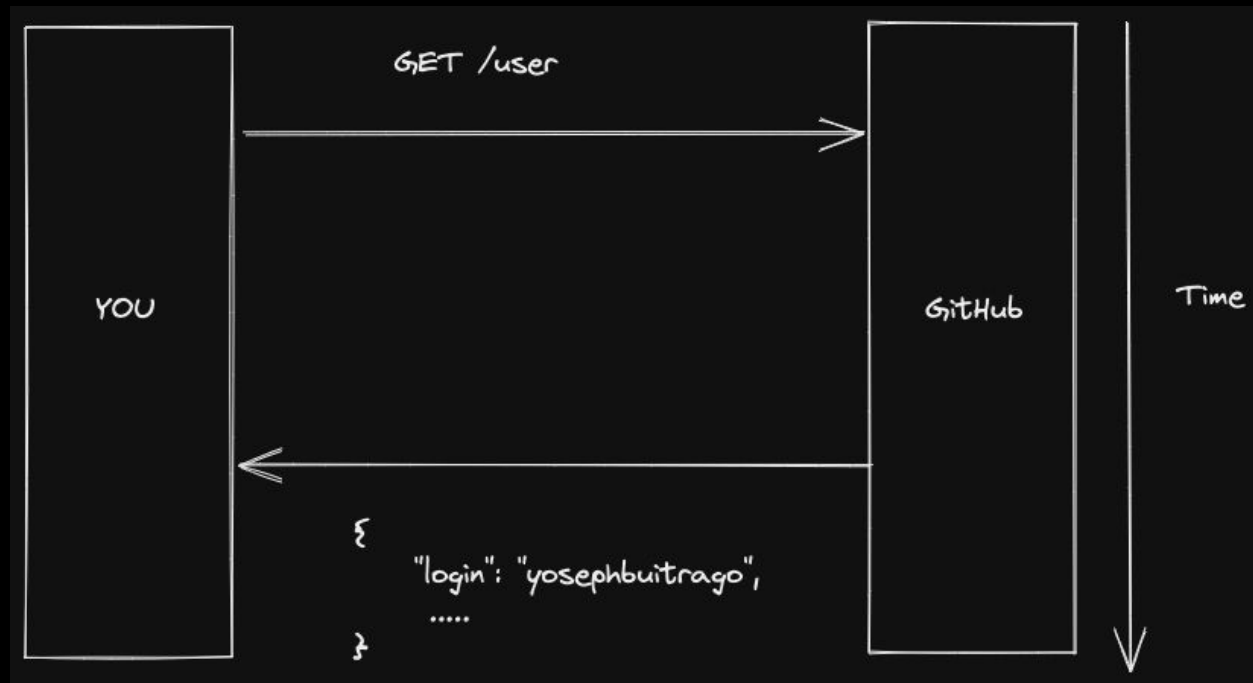 GET /user
YOU
GitHub
Time
{
"login": "yosephbuitrago",
.....
}